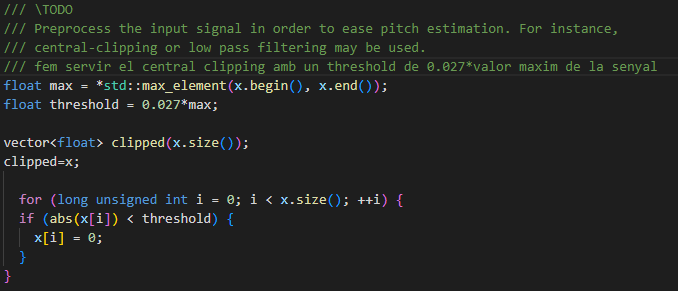 /// \TODO
/// Preprocess the input signal in order to ease pitch estimation. For instance,
/// central-clipping or low pass filtering may be used.
/// fem servir el central clipping amb un threshold de 0.027*valor maxim de la senyal
float max = *std::max_element(x.begin(), x.end());
float threshold = 0.027*max;
vector<float> clipped(x.size());
clipped=x;
for (long unsigned int i = 0; i < x.size(); ++i) {
if (abs(x[i]) < threshold) {
x[i] = 0;
}
}